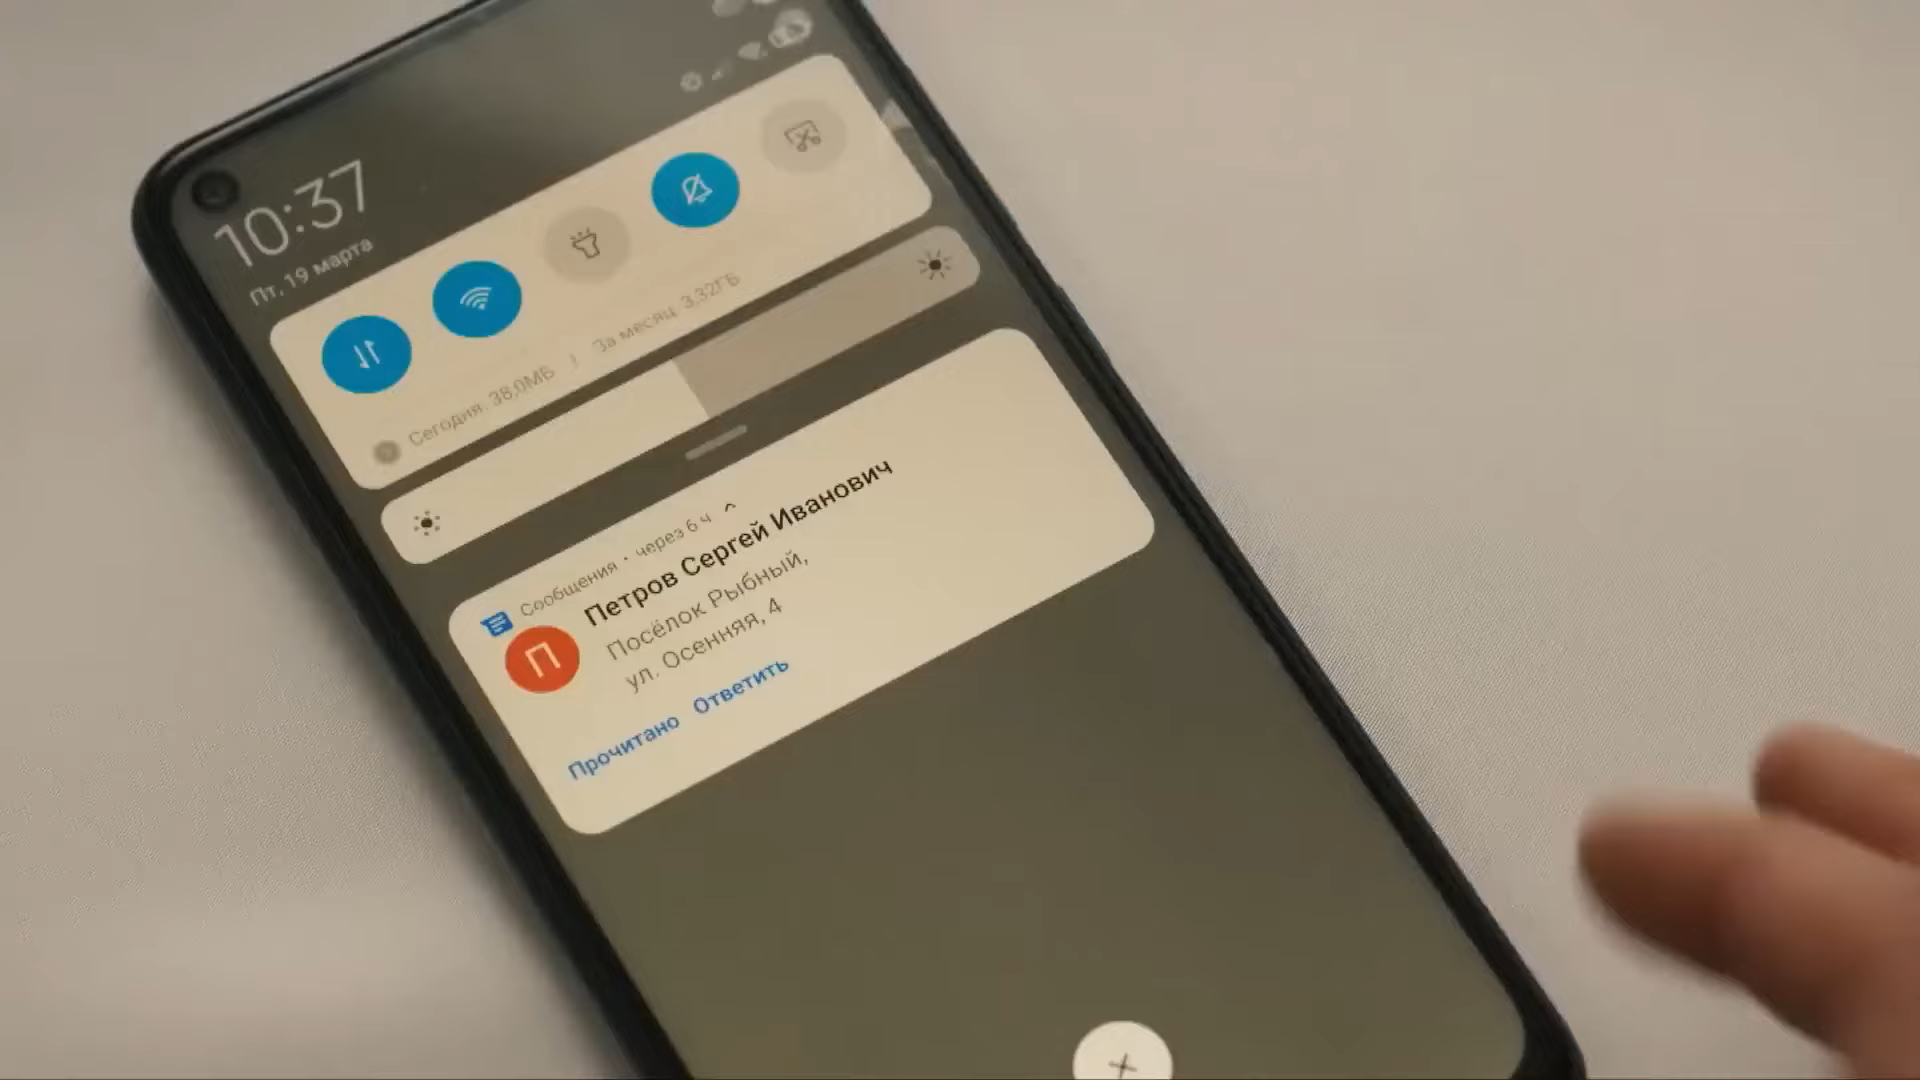 10:37
Пт, 19 марта
Сегодня: 38,0МБ | За месяц: 3,32ГБ
Сообщения • через 6 ч
Петров Сергей Иванович
Посёлок Рыбный,
ул. Осенняя, 4
Прочитано Ответить
П